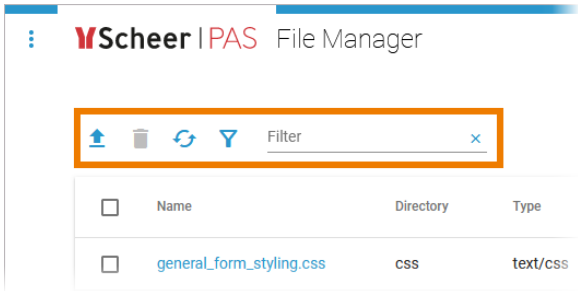 Scheer PAS File Manager
Filter
Name Directory Type
general_form_styling.css css text/css